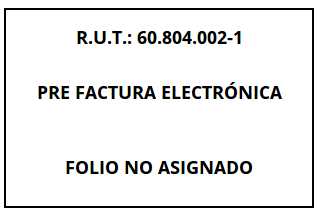 R.U.T.: 60.804.002-1
PRE FACTURA ELECTRÓNICA
FOLIO NO ASIGNADO